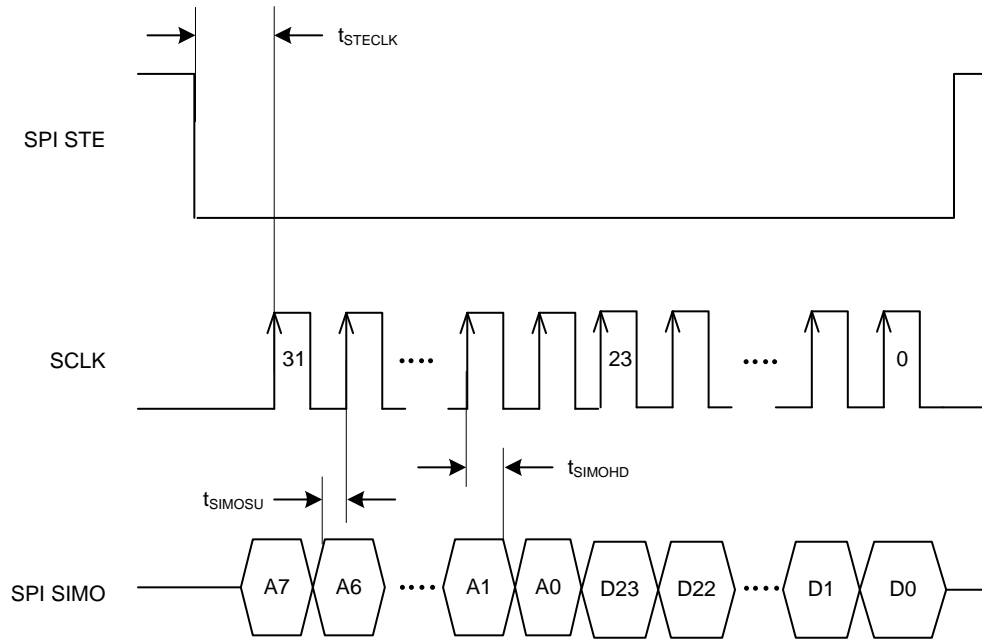 tSTECLK
SPI STE
SCLK
31
••••
23
••••
0
tSIMOSU
tSIMOHD
SPI SIMO
A7
A6
••••
A1
A0
D23
D22
••••
D1
D0